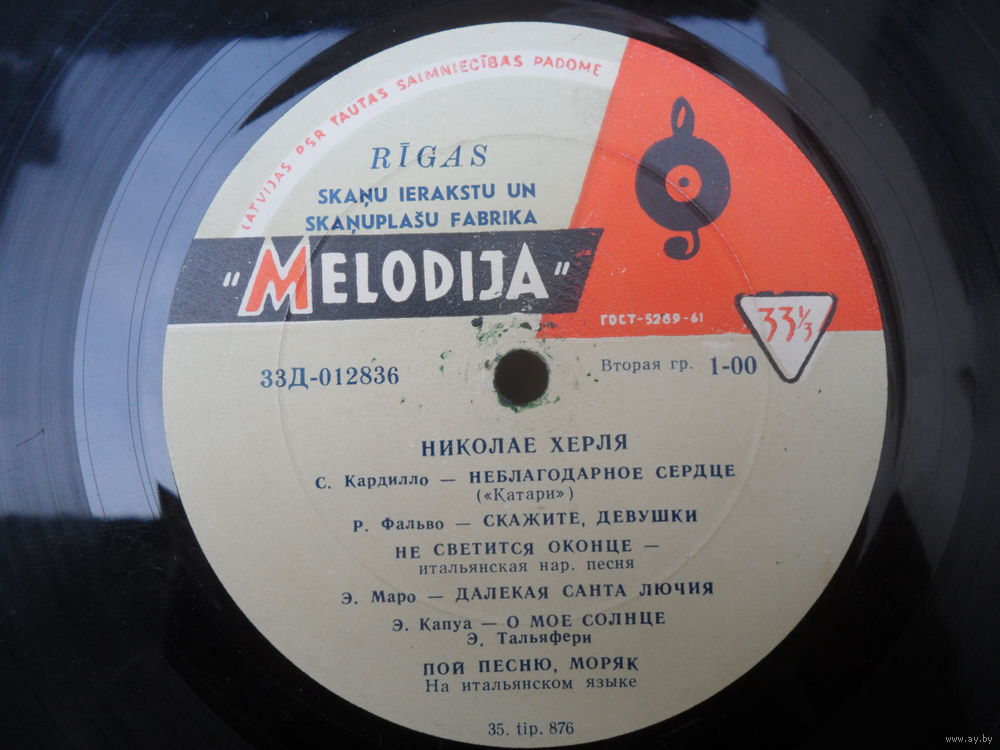 LATVIJAS PSR TAUTAS SAIMNIECĪBAS PADOME
RĪGAS
SKAŅU IERAKSTU UN
SKAŅUPLAŠU FABRIKA
"MELODIJA"
ГОСТ-5289-61
33⅓
33Д-012836
Вторая гр. 1-00
НИКОЛАЕ ХЕРЛЯ
С. Кардилло — НЕБЛАГОДАРНОЕ СЕРДЦЕ
(«Катари»)
Р. Фальво — СКАЖИТЕ, ДЕВУШКИ
НЕ СВЕТИТСЯ ОКОНЦЕ —
итальянская нар. песня
Э. Маро — ДАЛЕКАЯ САНТА ЛЮЧИЯ
Э. Капуа — О МОЕ СОЛНЦЕ
Э. Тальяфери
ПОЙ ПЕСНЮ, МОРЯК
На итальянском языке
35. tip. 876
www.ay.by